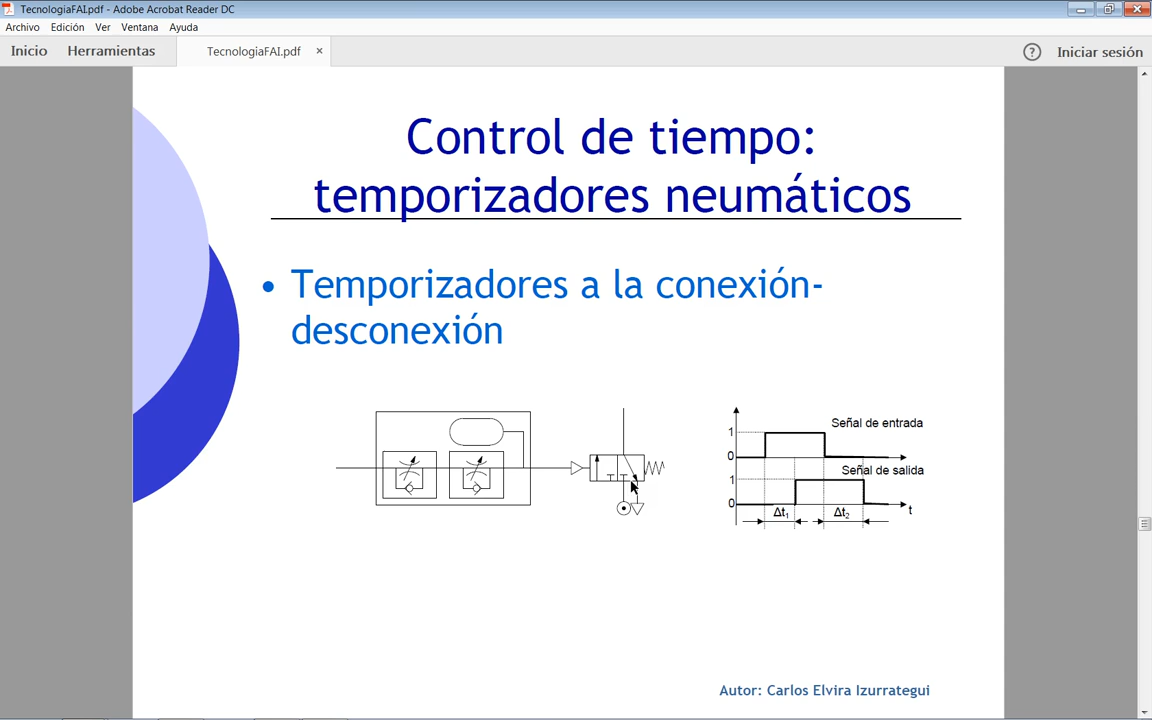 TecnologiaFAI.pdf - Adobe Acrobat Reader DC
Archivo Edición Ver Ventana Ayuda
Inicio Herramientas TecnologiaFAI.pdf × ? Iniciar sesión
Control de tiempo:
temporizadores neumáticos
• Temporizadores a la conexión-
desconexión
Señal de entrada
1
0
Señal de salida
1
0
t
Δt₁ Δt₂
Autor: Carlos Elvira Izurrategui